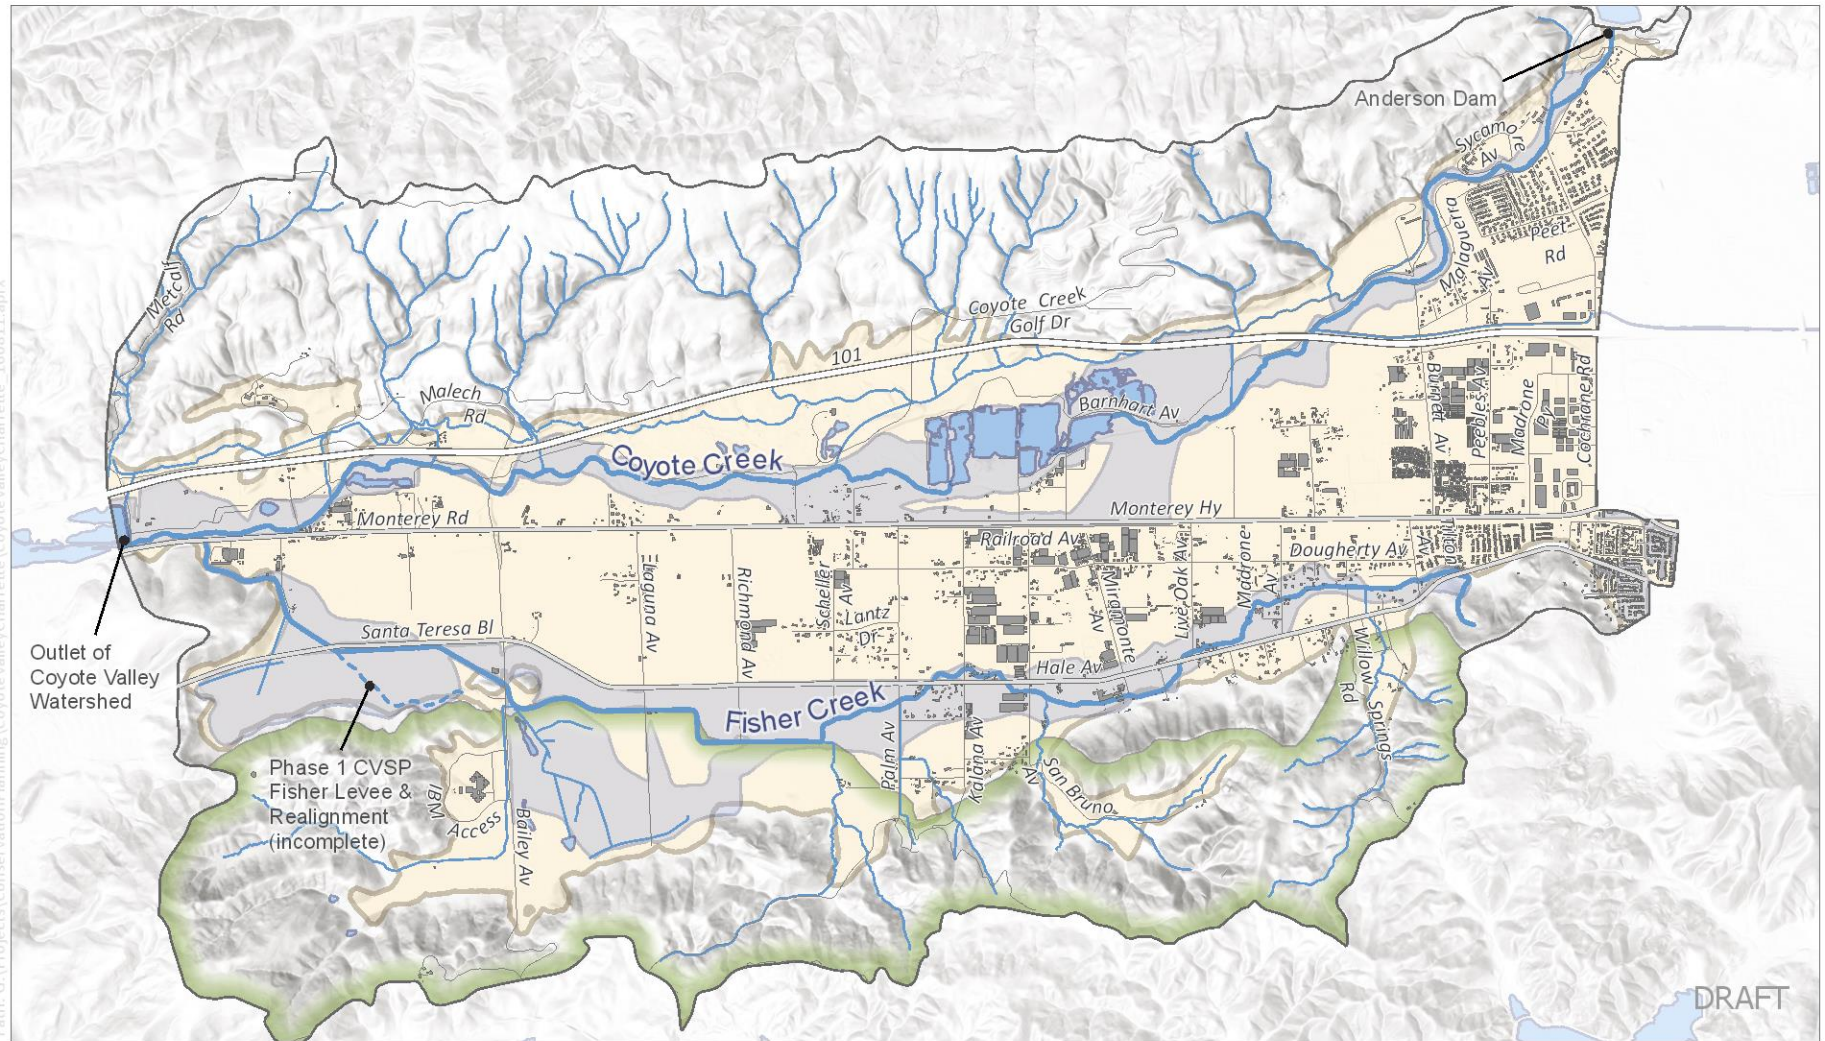 Anderson Dam
Sycamore
Av
Malaguerra
Av
Peet
Rd
Metcalf
Rd
Coyote Creek
Golf Dr
101
Malech
Rd
Barnhart Av
Coyote Creek
Burnett Av
Peebles Av
Madrone
Py
Cochrane Rd
Monterey Rd
Monterey Hy
Railroad Av
Dougherty Av
Tilton
Av
Laguna Av
Richmond Av
Scheller
Av
Lantz
Dr
Miramonte
Av
Live Oak Av
Madrone
Av
Santa Teresa Bl
Hale Av
Outlet of
Coyote Valley
Watershed
Fisher Creek
Willow Springs
Rd
Palm Av
Kalana Av
San Bruno
Av
Phase 1 CVSP
Fisher Levee &
Realignment
(incomplete)
IBM
Access
Bailey Av
DRAFT